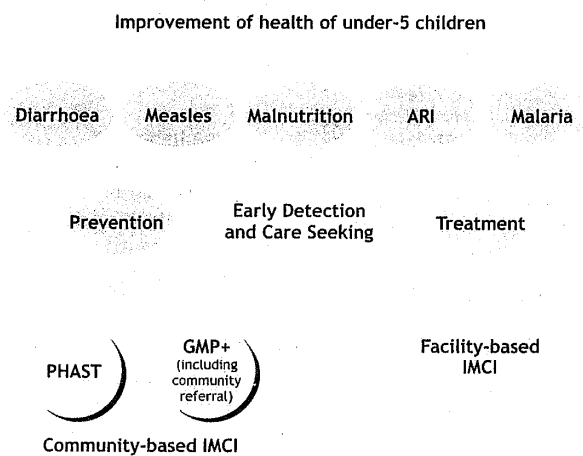 Improvement of health of under-5 children
Diarrhoea Measles Malnutrition ARI Malaria
Prevention
Early Detection
and Care Seeking
Treatment
PHAST
GMP+
(including
community
referral)
Facility-based
IMCI
Community-based IMCI